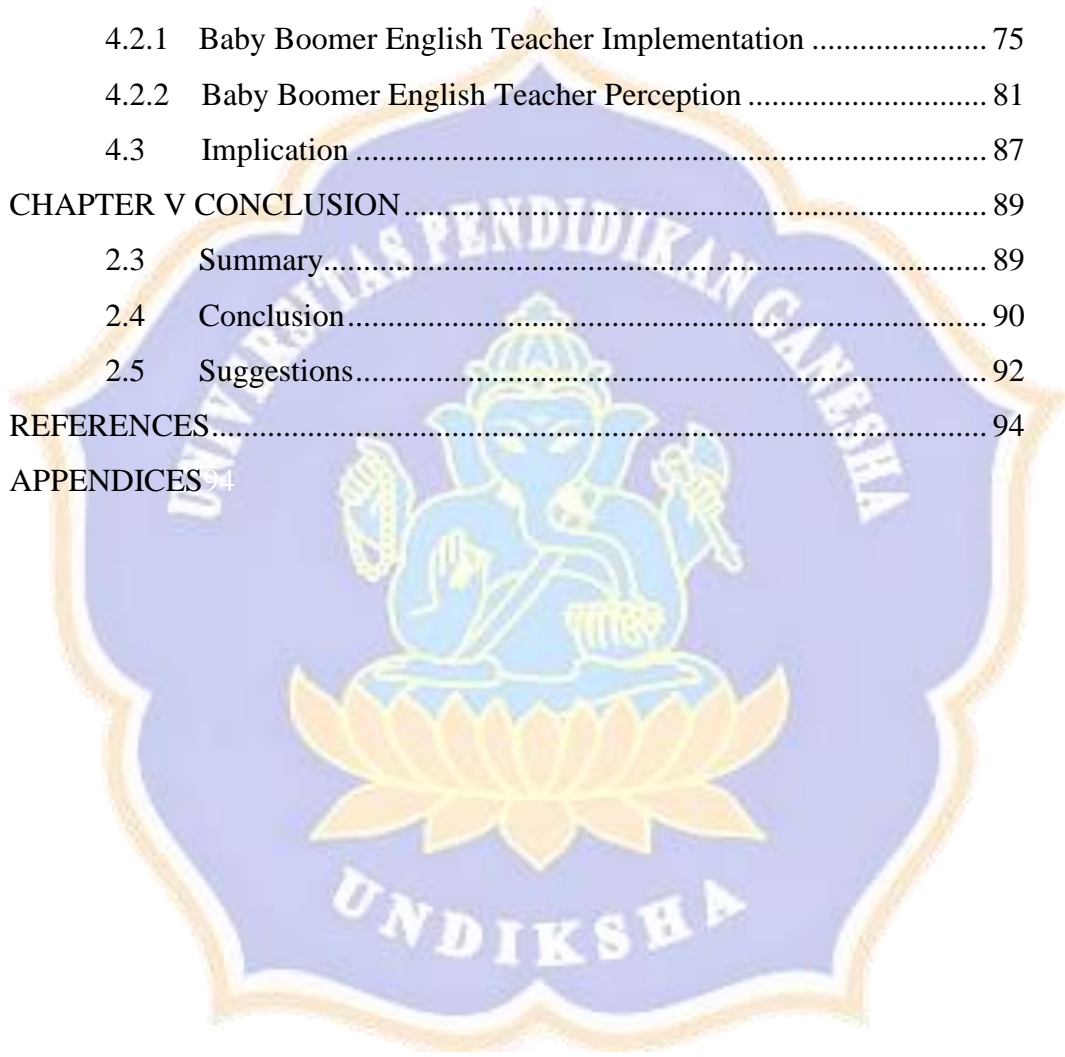 4.2.1 Baby Boomer English Teacher Implementation ...................... 75
4.2.2 Baby Boomer English Teacher Perception .............................. 81
4.3 Implication ................................................................................ 87
CHAPTER V CONCLUSION.......................................................................... 89
2.3 Summary.................................................................................... 89
2.4 Conclusion................................................................................. 90
2.5 Suggestions................................................................................ 92
REFERENCES................................................................................................. 94
APPENDICES94
UNIVERSITAS PENDIDIKAN GANESHA
UNDIKSHA